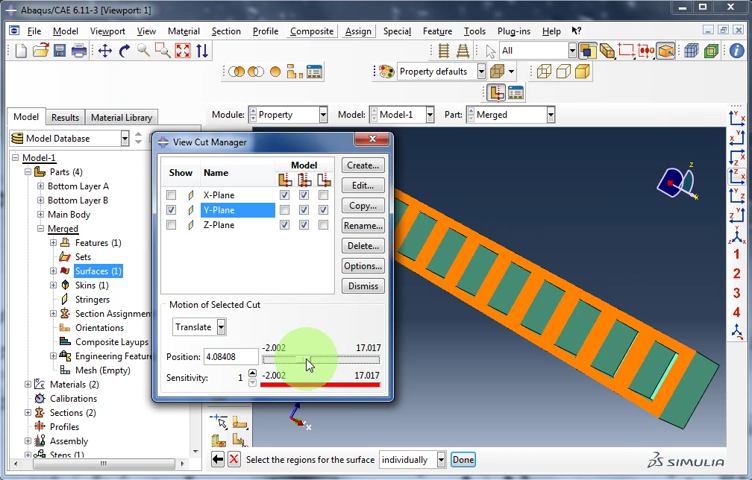 Abaqus/CAE 6.11-3 [Viewport: 1]
File Model Viewport View Material Section Profile Composite Assign Special Feature Tools Plug-ins Help
All
Property defaults
Model Results Material Library
Module: Property Model: Model-1 Part: Merged
Model Database
Model-1
Parts (4)
Bottom Layer A
Bottom Layer B
Main Body
Merged
Features (1)
Sets
Surfaces (1)
Skins (1)
Stringers
Section Assignme
Orientations
Composite Layups
Engineering Featur
Mesh (Empty)
Materials (2)
Calibrations
Sections (2)
Profiles
Assembly
Steps (1)
View Cut Manager
Show Name Model
X-Plane
Y-Plane
Z-Plane
Create...
Edit...
Copy...
Rename...
Delete...
Options...
Dismiss
Motion of Selected Cut
Translate
-2.002 17.017
Position: 4.08408
Sensitivity: 1 -2.002 17.017
z
x
x
1
2
3
4
Select the regions for the surface individually Done
SIMULIA